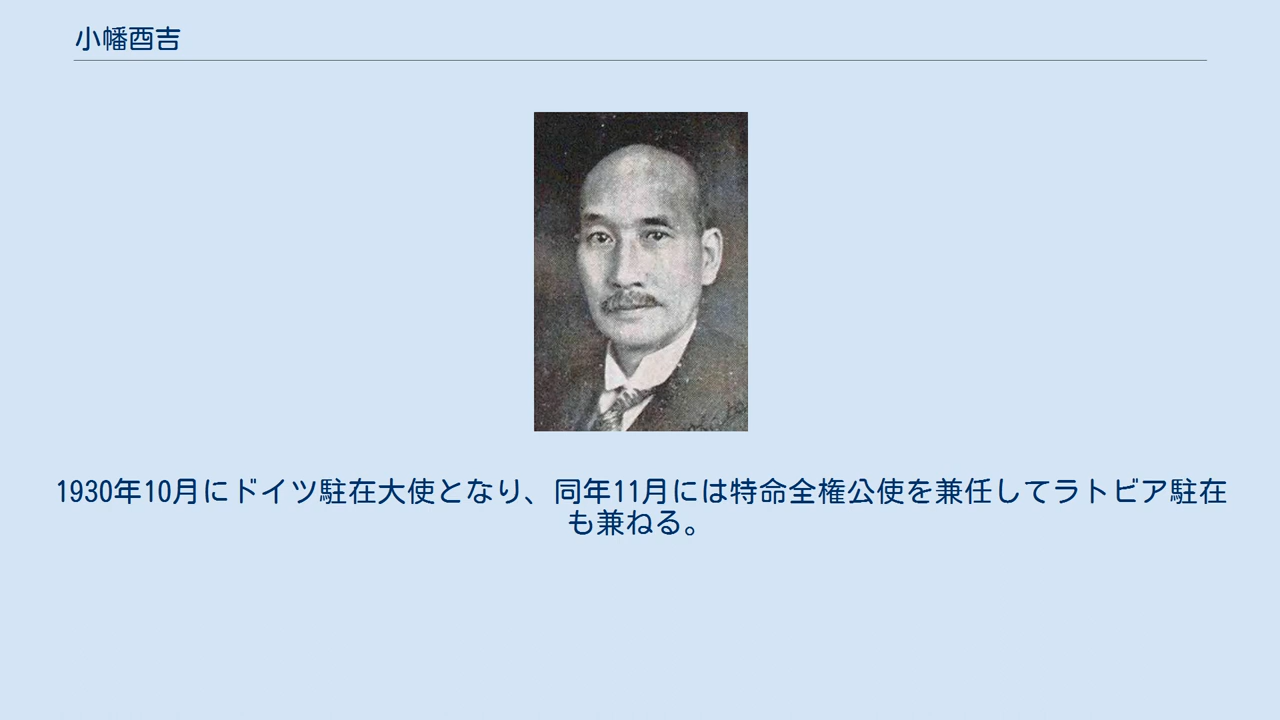 小幡酉吉
1930年10月にドイツ駐在大使となり、同年11月には特命全権公使を兼任してラトビア駐在
も兼ねる。